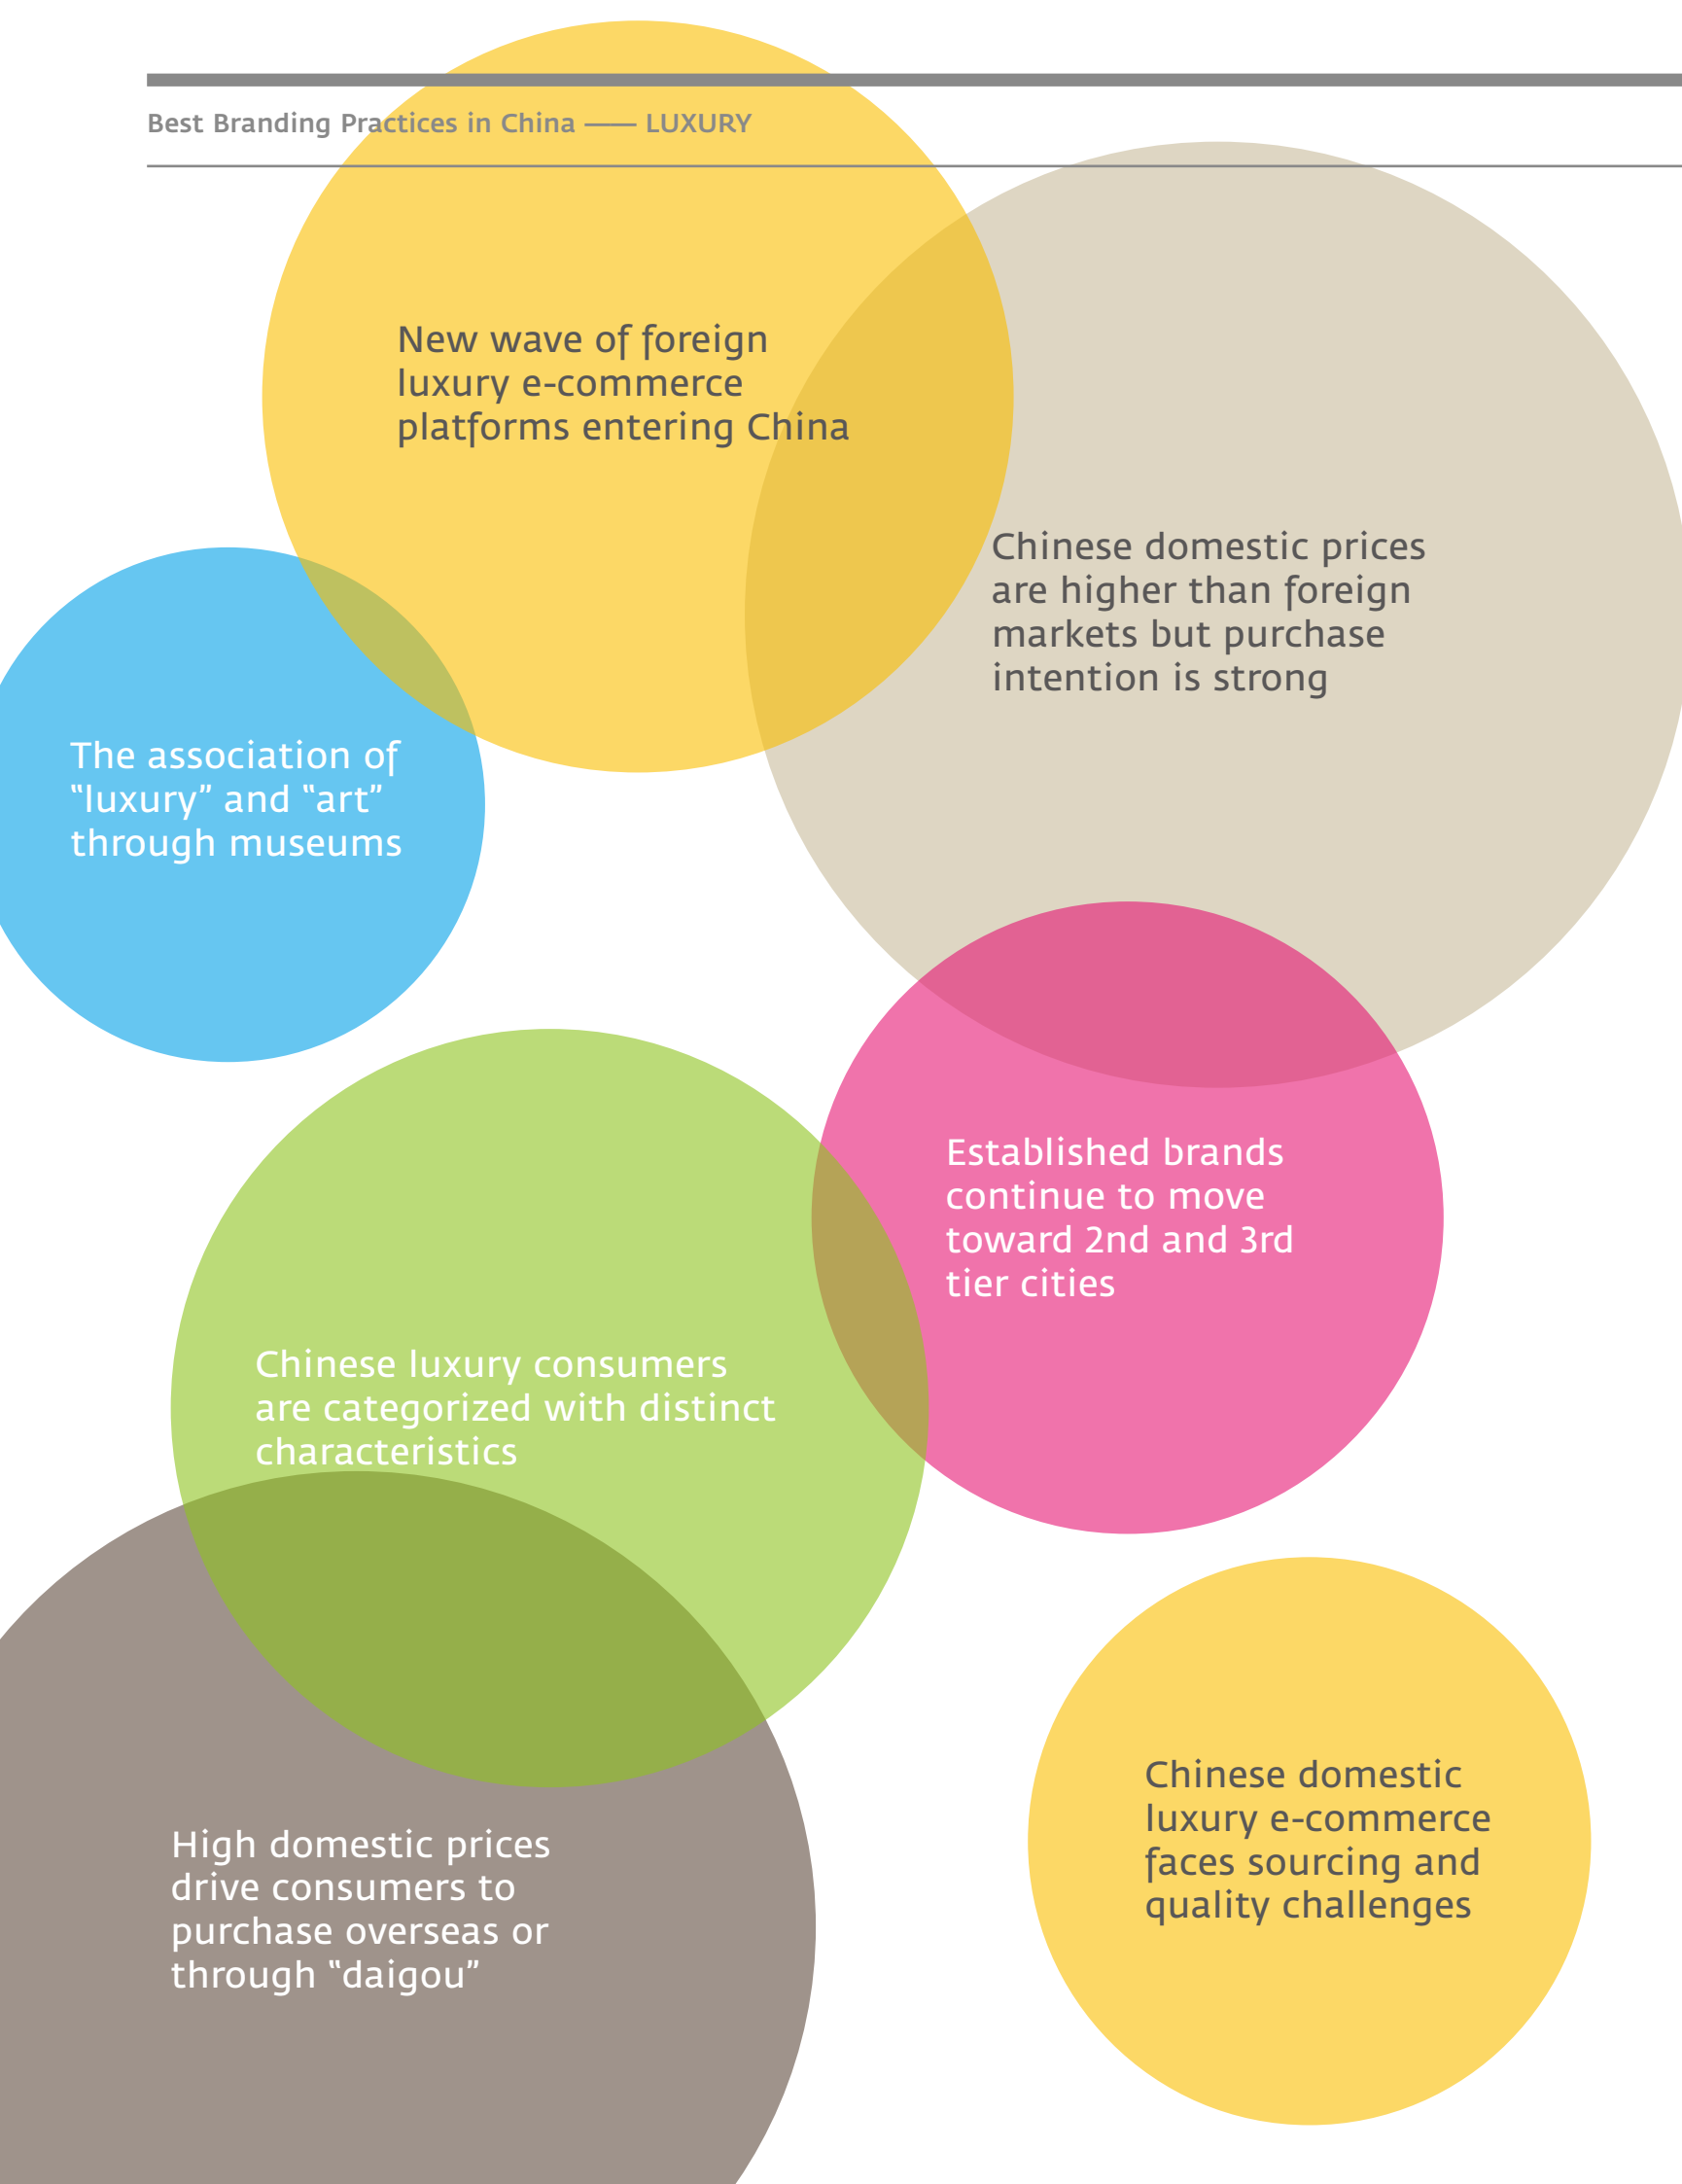 Best Branding Practices in China —— LUXURY
New wave of foreign
luxury e-commerce
platforms entering China
Chinese domestic prices
are higher than foreign
markets but purchase
intention is strong
The association of
“luxury” and “art”
through museums
Established brands
continue to move
toward 2nd and 3rd
tier cities
Chinese luxury consumers
are categorized with distinct
characteristics
Chinese domestic
luxury e-commerce
faces sourcing and
quality challenges
High domestic prices
drive consumers to
purchase overseas or
through “daigou”